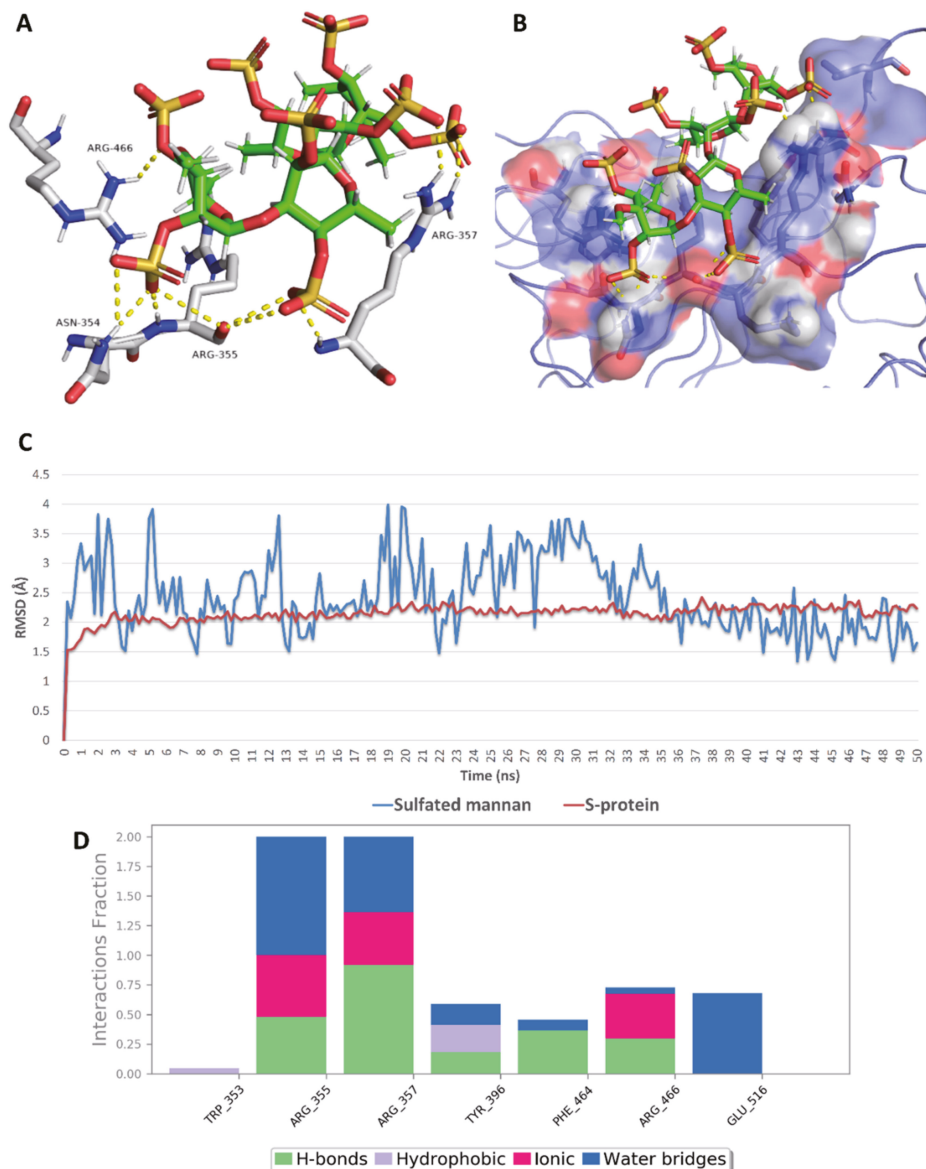 A
B
ARG-466
ARG-357
ASN-354
ARG-355
C
4.5
4
3.5
3
2.5
2
1.5
1
0.5
0
RMSD (Å)
0 1 2 3 4 5 6 7 8 9 10 11 12 13 14 15 16 17 18 19 20 21 22 23 23 24 25 26 27 28 29 30 31 32 33 34 35 36 37 38 39 40 41 42 43 44 45 46 47 48 49 50
Time (ns)
Sulfated mannan S-protein
D
2.00
1.75
1.50
1.25
1.00
0.75
0.50
0.25
0.00
Interactions Fraction
TRP_353 ARG_355 ARG_357 TYR_396 PHE_464 ARG_466 GLU_516
H-bonds Hydrophobic Ionic Water bridges